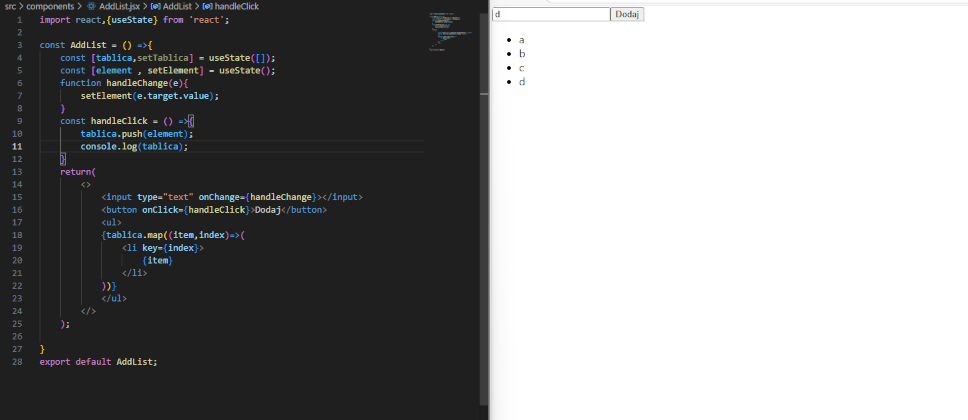 src > components > AddList.jsx > AddList > handleClick
1 import react,{useState} from 'react';
2
3 const AddList = () =>{
4 const [tablica,setTablica] = useState([]);
5 const [element , setElement] = useState();
6 function handleChange(e){
7 setElement(e.target.value);
8 }
9 const handleClick = () =>{
10 tablica.push(element);
11 console.log(tablica);
12 }
13 return(
14 <>
15 <input type="text" onChange={handleChange}></input>
16 <button onClick={handleClick}>Dodaj</button>
17 <ul>
18 {tablica.map((item,index)=>(
19 <li key={index}>
20 {item}
21 </li>
22 ))}
23 </ul>
24 </>
25 );
26
27 }
28 export default AddList;
d Dodaj
• a
• b
• c
• d